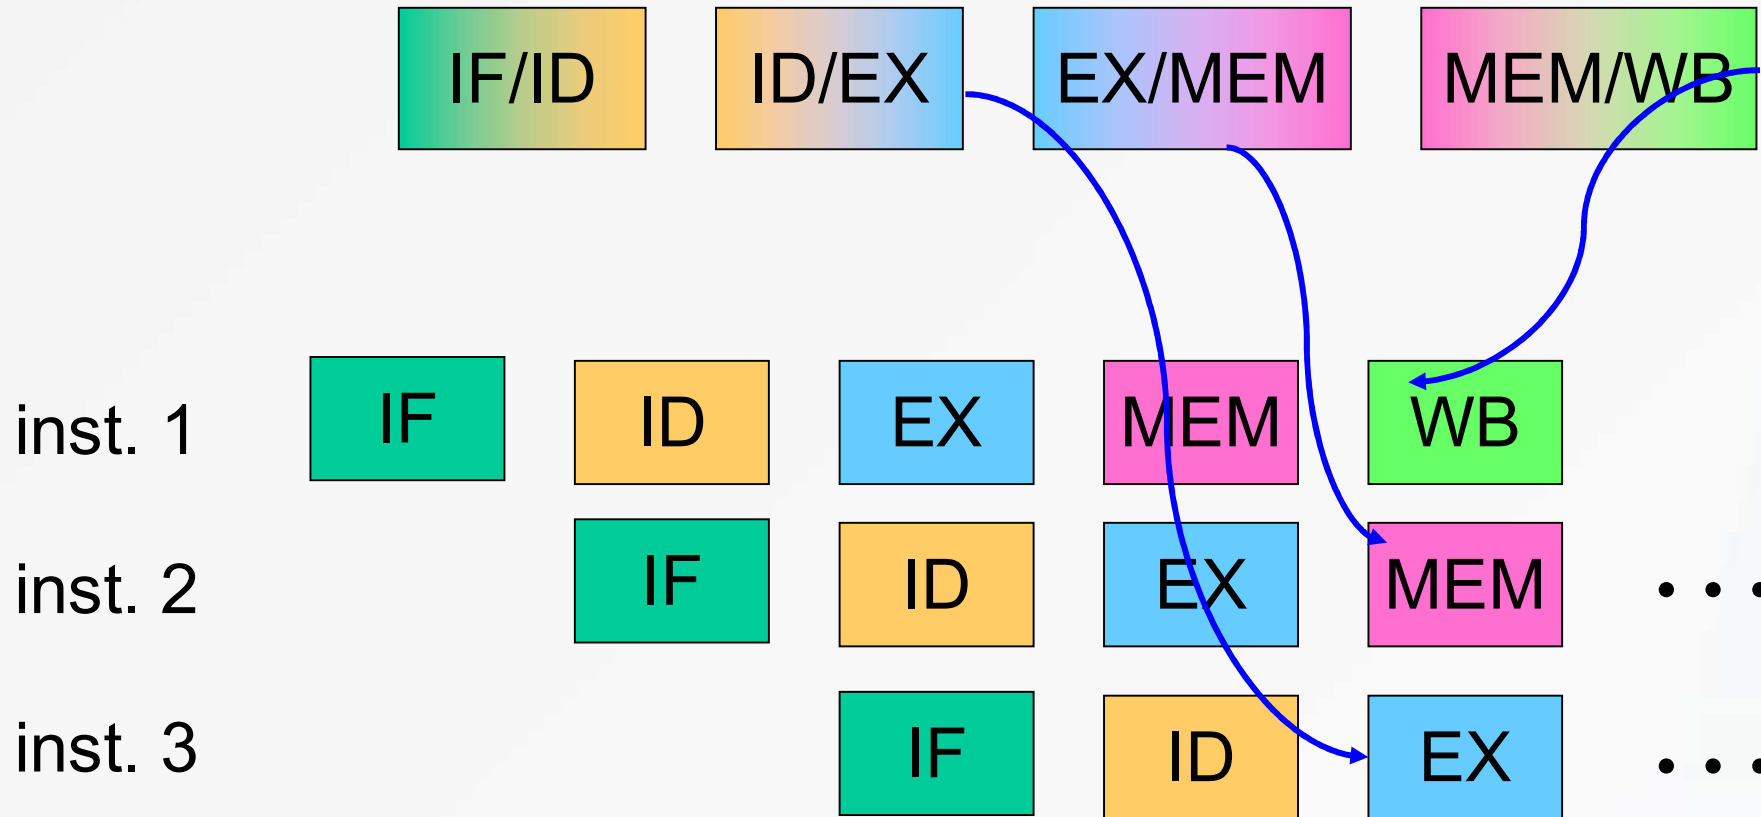 IF/ID ID/EX EX/MEM MEM/WB
inst. 1 IF ID EX MEM WB
inst. 2 IF ID EX MEM • • •
inst. 3 IF ID EX • • •